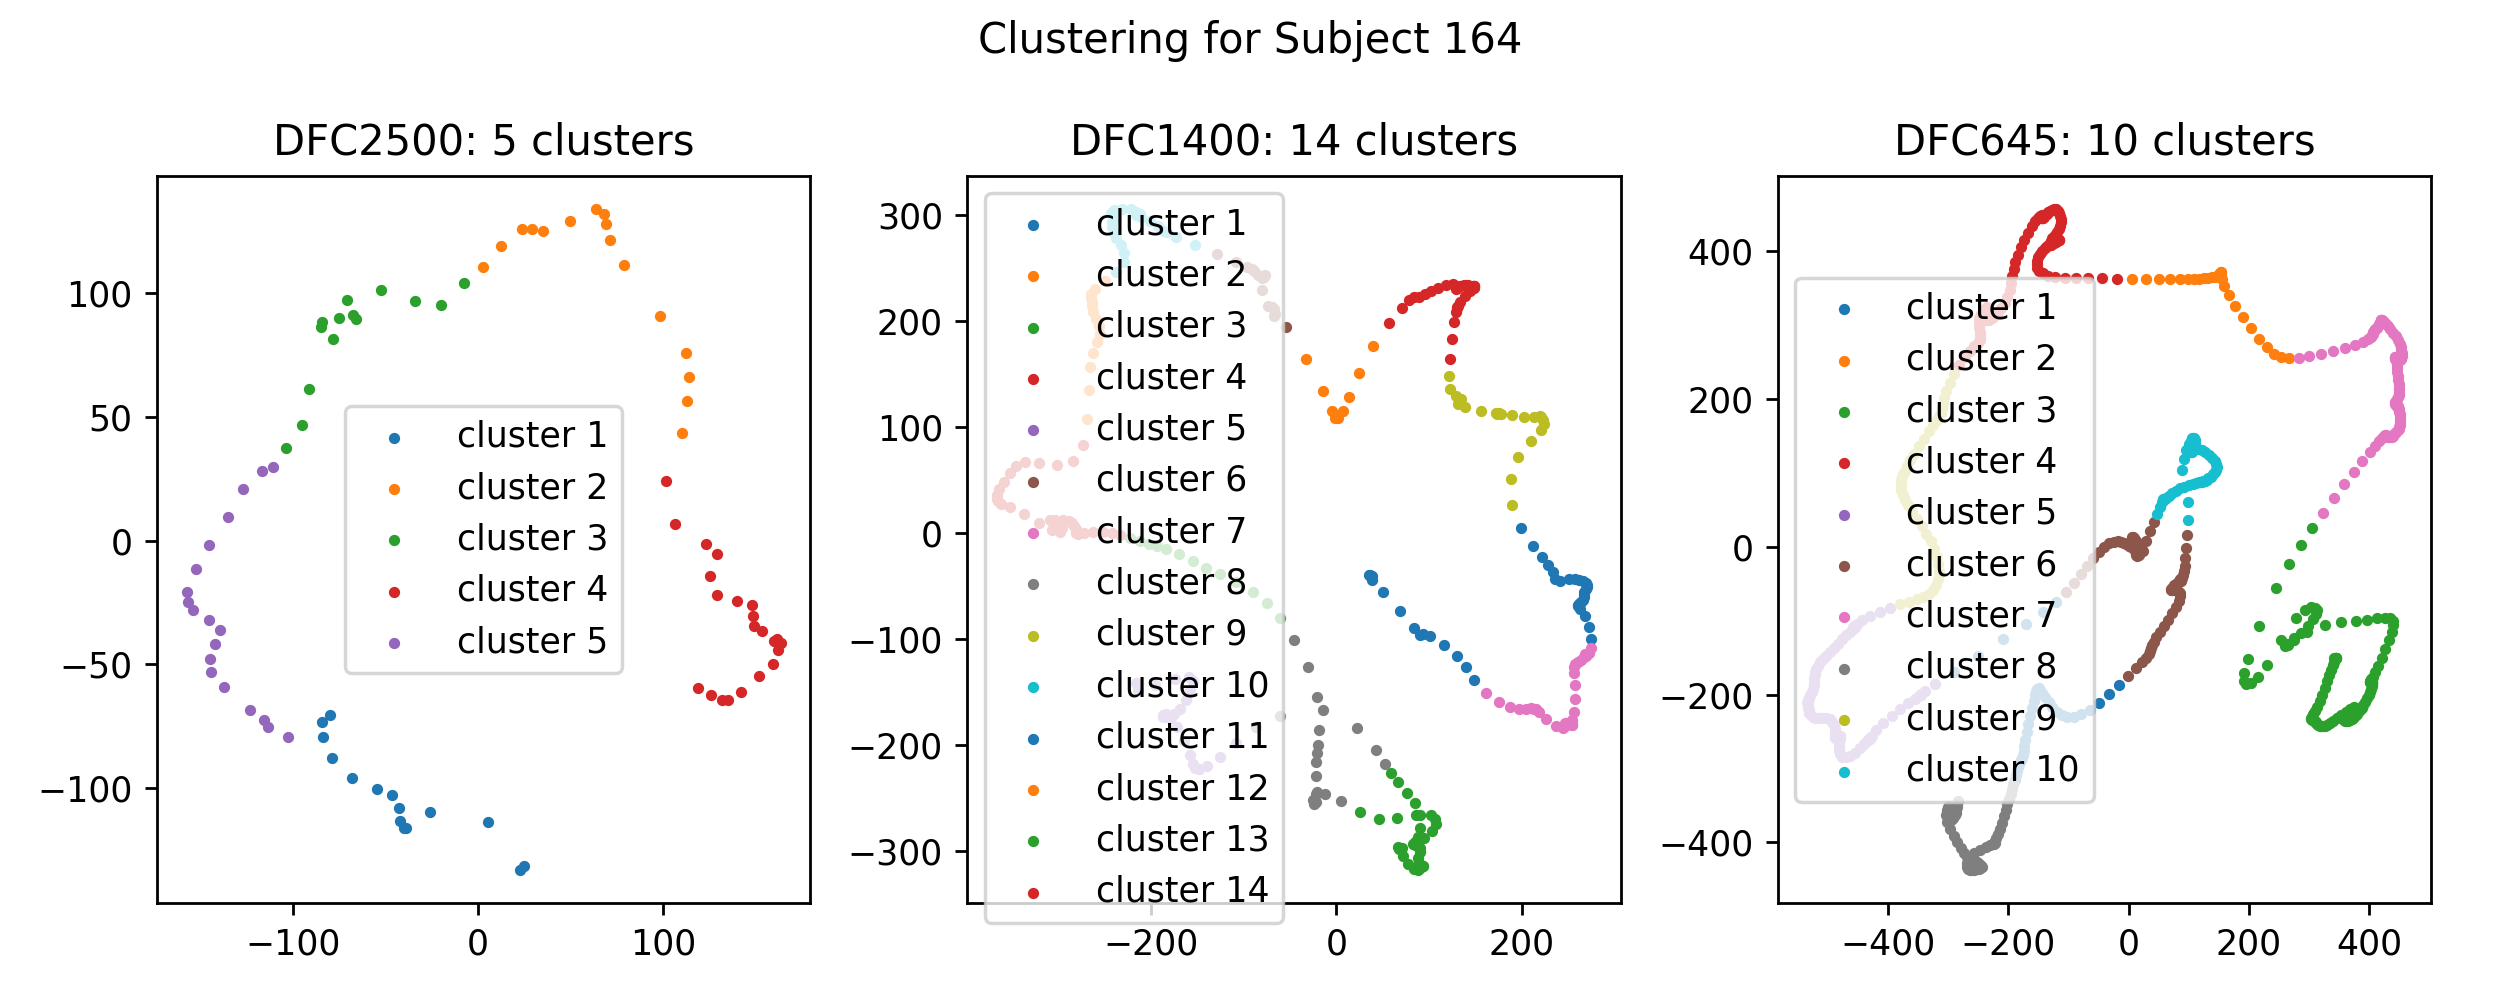 Clustering for Subject 164
DFC2500: 5 clusters
100
50
0
−50
−100
−100
0
100
cluster 1
cluster 2
cluster 3
cluster 4
cluster 5
DFC1400: 14 clusters
300
200
100
0
−100
−200
−300
−200
0
200
cluster 1
cluster 2
cluster 3
cluster 4
cluster 5
cluster 6
cluster 7
cluster 8
cluster 9
cluster 10
cluster 11
cluster 12
cluster 13
cluster 14
DFC645: 10 clusters
400
200
0
−200
−400
−400
−200
0
200
400
cluster 1
cluster 2
cluster 3
cluster 4
cluster 5
cluster 6
cluster 7
cluster 8
cluster 9
cluster 10